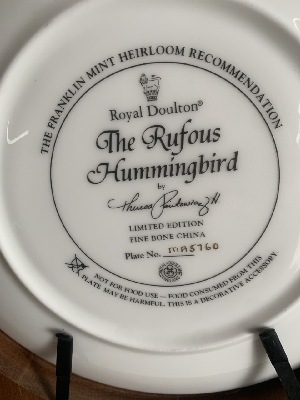 THE FRANKLIN MINT HEIRLOOM RECOMMENDATION
Royal Doulton®
The Rufous
Hummingbird
by
LIMITED EDITION
FINE BONE CHINA
Plate No. MA5760
NOT FOR FOOD USE — FOOD CONSUMED FROM THIS
PLATE MAY BE HARMFUL. THIS IS A DECORATIVE ACCESSORY.